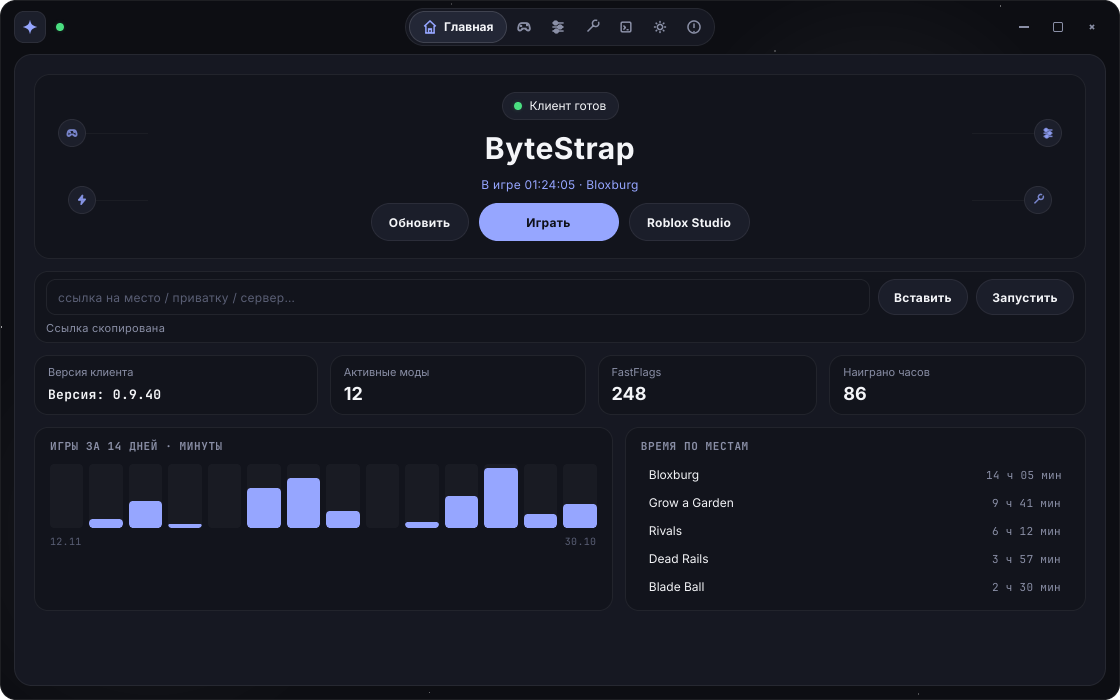 Главная
Клиент готов
ByteStrap
В игре 01:24:05 · Bloxburg
Обновить
Играть
Roblox Studio
ссылка на место / приватку / сервер...
Вставить
Запустить
Ссылка скопирована
Версия клиента
Версия: 0.9.40
Активные моды
12
FastFlags
248
Наиграно часов
86
ИГРЫ ЗА 14 ДНЕЙ · МИНУТЫ
12.11
30.10
ВРЕМЯ ПО МЕСТАМ
Bloxburg 14 ч 05 мин
Grow a Garden 9 ч 41 мин
Rivals 6 ч 12 мин
Dead Rails 3 ч 57 мин
Blade Ball 2 ч 30 мин